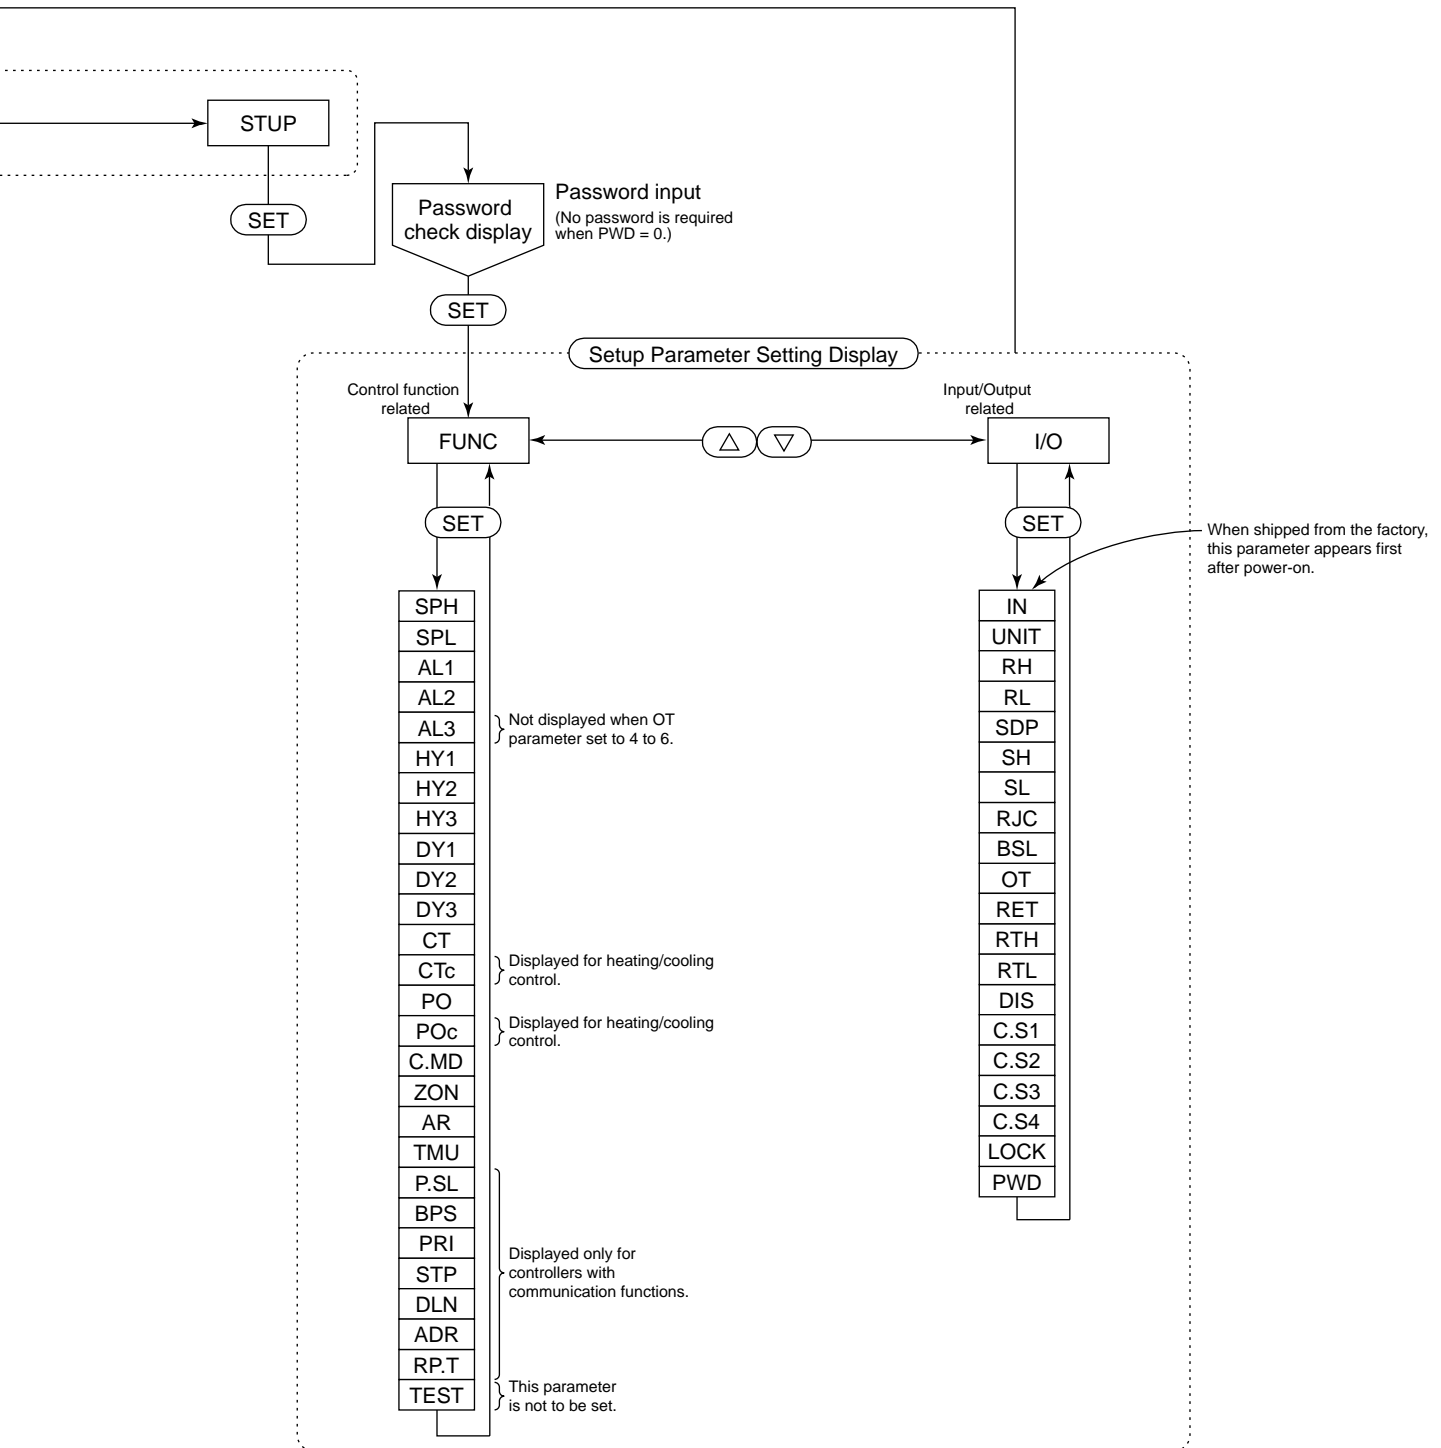 STUP
SET
Password
check display
Password input
(No password is required
when PWD = 0.)
SET
Setup Parameter Setting Display
Control function
related
FUNC
Input/Output
related
I/O
SET
SET
When shipped from the factory,
this parameter appears first
after power-on.
SPH
SPL
AL1
AL2
AL3
HY1
HY2
HY3
DY1
DY2
DY3
CT
CTc
PO
POc
C.MD
ZON
AR
TMU
P.SL
BPS
PRI
STP
DLN
ADR
RP.T
TEST
Not displayed when OT
parameter set to 4 to 6.
Displayed for heating/cooling
control.
Displayed for heating/cooling
control.
Displayed only for
controllers with
communication functions.
This parameter
is not to be set.
IN
UNIT
RH
RL
SDP
SH
SL
RJC
BSL
OT
RET
RTH
RTL
DIS
C.S1
C.S2
C.S3
C.S4
LOCK
PWD